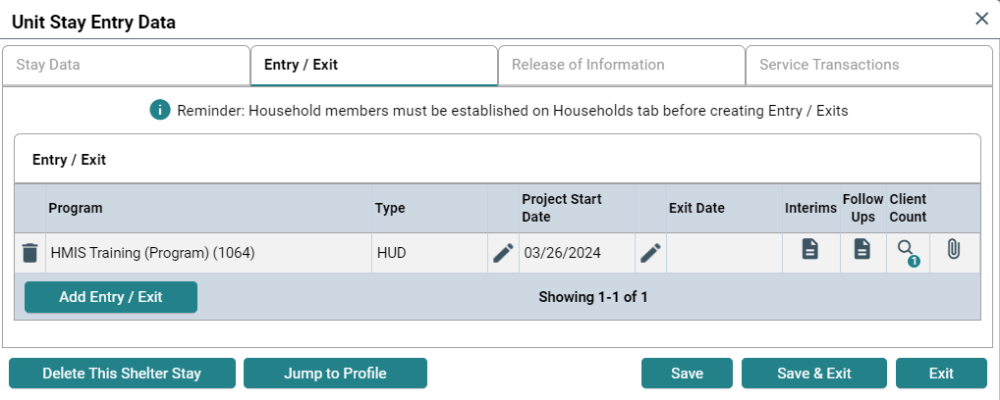 Unit Stay Entry Data
Stay Data
Entry / Exit
Release of Information
Service Transactions
Reminder: Household members must be established on Households tab before creating Entry / Exits
Entry / Exit
Program
Type
Project Start
Date
Exit Date
Interims
Follow
Ups
Client
Count
HMIS Training (Program) (1064)
HUD
03/26/2024
1
Add Entry / Exit
Showing 1-1 of 1
Delete This Shelter Stay
Jump to Profile
Save
Save & Exit
Exit